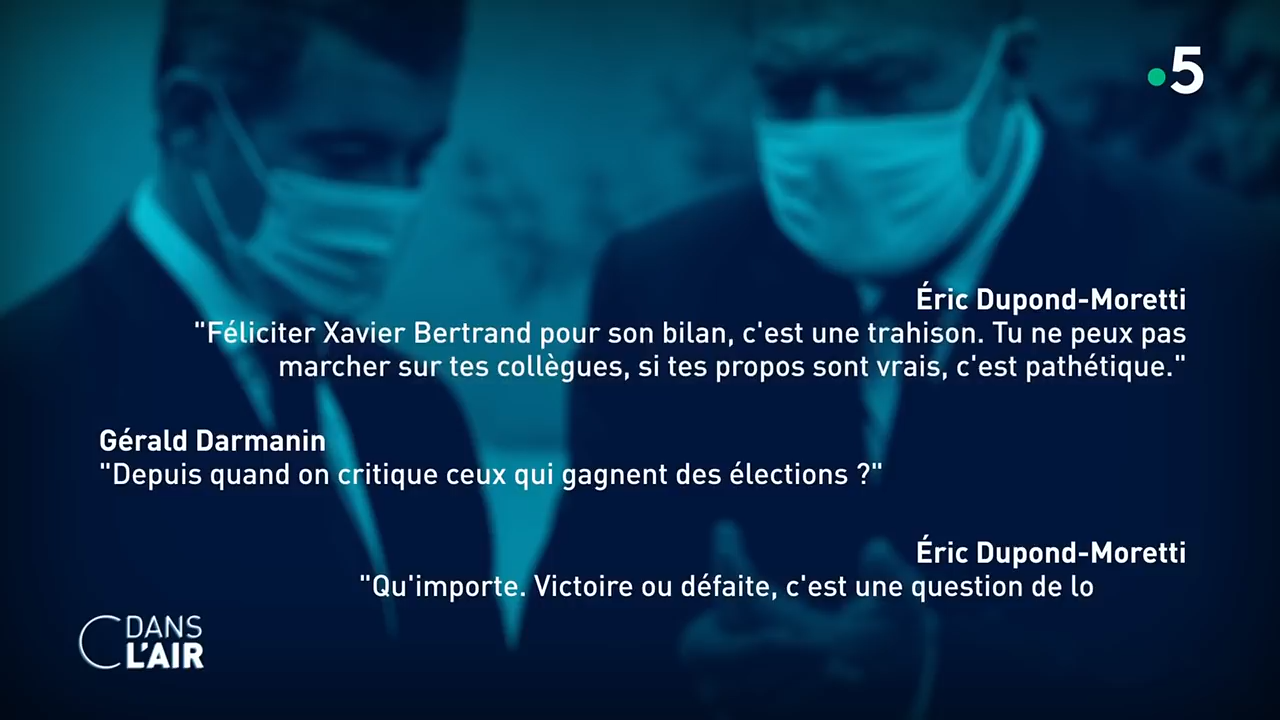 5
Éric Dupond-Moretti
"Féliciter Xavier Bertrand pour son bilan, c'est une trahison. Tu ne peux pas
marcher sur tes collègues, si tes propos sont vrais, c'est pathétique."
Gérald Darmanin
"Depuis quand on critique ceux qui gagnent des élections ?"
Éric Dupond-Moretti
"Qu'importe. Victoire ou défaite, c'est une question de lo
C DANS
L'AIR